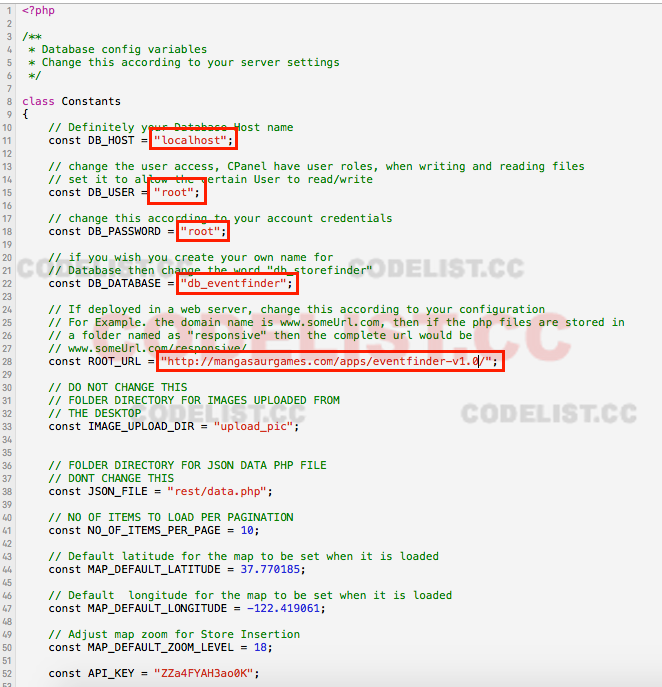 1 <?php
2
3 /**
4 * Database config variables
5 * Change this according to your server settings
6 */
7
8 class Constants
9 {
10 // Definitely your Database Host name
11 const DB_HOST = "localhost";
12
13 // change the user access, CPanel have user roles, when writing and reading files
14 // set it to allow the certain User to read/write
15 const DB_USER = "root";
16
17 // change this according to your account credentials
18 const DB_PASSWORD = "root";
19
20 // if you wish you create your own name for
21 // Database then change the word "db_storefinder"
22 const DB_DATABASE = "db_eventfinder";
23
24 // If deployed in a web server, change this according to your configuration
25 // For Example. the domain name is www.someUrl.com, then if the php files are stored in
26 // a folder named as "responsive" then the complete url would be
27 // www.someUrl.com/responsive/
28 const ROOT_URL = "http://mangasaurgames.com/apps/eventfinder-v1.0/";
29
30 // DO NOT CHANGE THIS
31 // FOLDER DIRECTORY FOR IMAGES UPLOADED FROM
32 // THE DESKTOP
33 const IMAGE_UPLOAD_DIR = "upload_pic";
34
35
36 // FOLDER DIRECTORY FOR JSON DATA PHP FILE
37 // DONT CHANGE THIS
38 const JSON_FILE = "rest/data.php";
39
40 // NO OF ITEMS TO LOAD PER PAGINATION
41 const NO_OF_ITEMS_PER_PAGE = 10;
42
43 // Default latitude for the map to be set when it is loaded
44 const MAP_DEFAULT_LATITUDE = 37.770185;
45
46 // Default longitude for the map to be set when it is loaded
47 const MAP_DEFAULT_LONGITUDE = -122.419061;
48
49 // Adjust map zoom for Store Insertion
50 const MAP_DEFAULT_ZOOM_LEVEL = 18;
51
52 const API_KEY = "ZZa4FYAH3ao0K";
CODELIST.CC
CODELIST.CC
CODELIST.CC
CODELIST.CC
CODELIST.CC